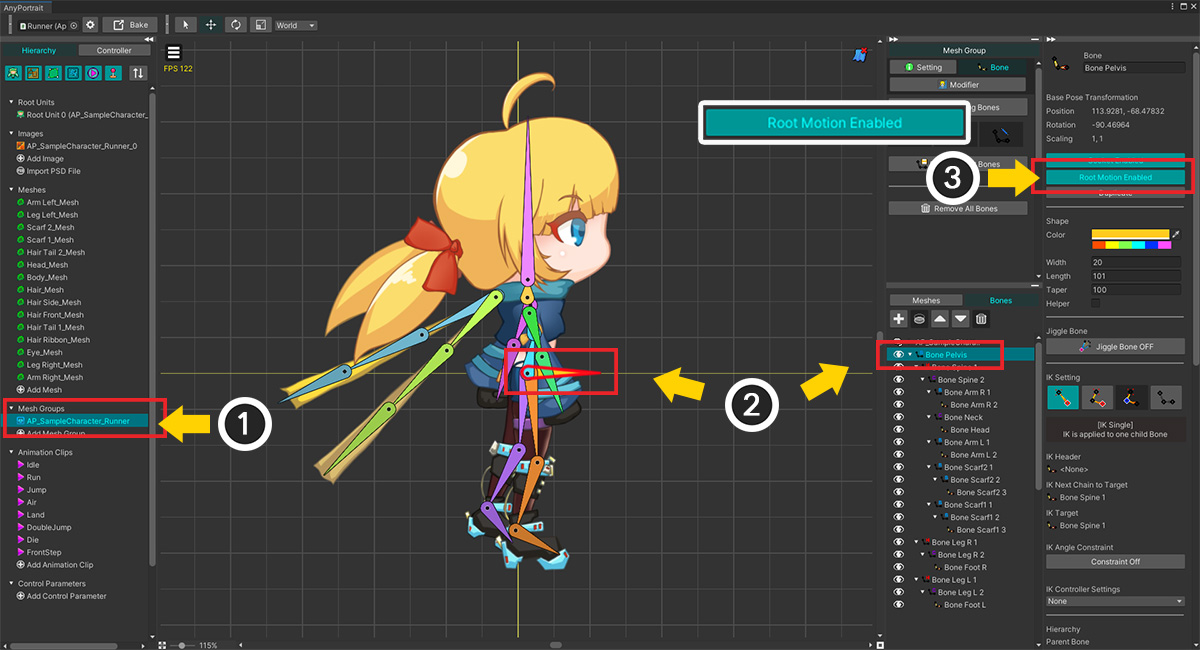 AnyPortrait
Runner (Ap
Bake
World
Hierarchy
Controller
FPS 122
Root Units
Root Unit 0 (AP_SampleCharacter_
Images
AP_SampleCharacter_Runner_0
Add Image
Import PSD File
Meshes
Arm Left_Mesh
Leg Left_Mesh
Scarf 2_Mesh
Scarf 1_Mesh
Hair Tail 2_Mesh
Head_Mesh
Body_Mesh
Hair_Mesh
Hair Side_Mesh
Hair Front_Mesh
Hair Tail 1_Mesh
Hair Ribbon_Mesh
Eye_Mesh
Leg Right_Mesh
Arm Right_Mesh
Add Mesh
Mesh Groups
AP_SampleCharacter_Runner
Add Mesh Group
Animation Clips
Idle
Run
Jump
Air
Land
DoubleJump
Die
FrontStep
Add Animation Clip
Control Parameters
Add Control Parameter
1
2
3
Root Motion Enabled
115%
Mesh Group
Setting
Bone
Modifier
Bones
Bones
Remove All Bones
Meshes
Bones
Bone Pelvis
Bone Spine 1
Bone Spine 2
Bone Arm R 1
Bone Arm R 2
Bone Neck
Bone Head
Bone Arm L 1
Bone Arm L 2
Bone Scarf2 1
Bone Scarf2 2
Bone Scarf2 3
Bone Scarf1 1
Bone Scarf1 2
Bone Scarf1 3
Bone Leg R 1
Bone Leg R 2
Bone Foot R
Bone Leg L 1
Bone Leg L 2
Bone Foot L
Bone
Bone Pelvis
Base Pose Transformation
Position 113.9281, -68.47832
Rotation -90.46964
Scaling 1, 1
Root Motion Enabled
Duplicate
Shape
Color
Width 20
Length 101
Taper 100
Helper
Jiggle Bone
Jiggle Bone OFF
IK Setting
[IK Single]
IK is applied to one child Bone
IK Header
<None>
IK Next Chain to Target
Bone Spine 1
IK Target
Bone Spine 1
IK Angle Constraint
Constraint Off
IK Controller Settings
None
Hierarchy
Parent Bone